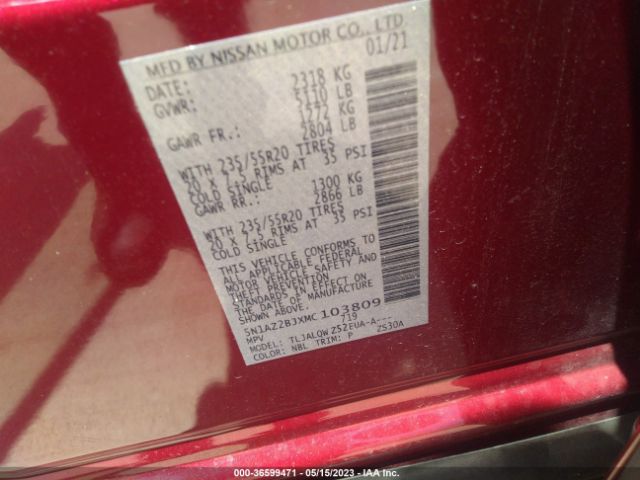 MFD BY NISSAN MOTOR CO., LTD.
DATE: 01/21
GVWR: 2318 KG
5110 LB
GAWR FR.: 1272 KG
2804 LB
WITH 235/55R20 TIRES
20 X 7.5 RIMS AT 35 PSI
COLD SINGLE
GAWR RR.: 1300 KG
2866 LB
WITH 235/55R20 TIRES
20 X 7.5 RIMS AT 35 PSI
COLD SINGLE
THIS VEHICLE CONFORMS TO
ALL APPLICABLE FEDERAL
MOTOR VEHICLE SAFETY AND
THEFT PREVENTION
STANDARDS IN EFFECT ON
THE DATE OF MANUFACTURE
SHOWN ABOVE.
5N1AZ2BJXMC103809
MPV 719
MODEL: TLJALQWZ52EUA-A---
COLOR: NBL TRIM: P ZS30A
000-36599471 - 05/15/2023 - IAA Inc.